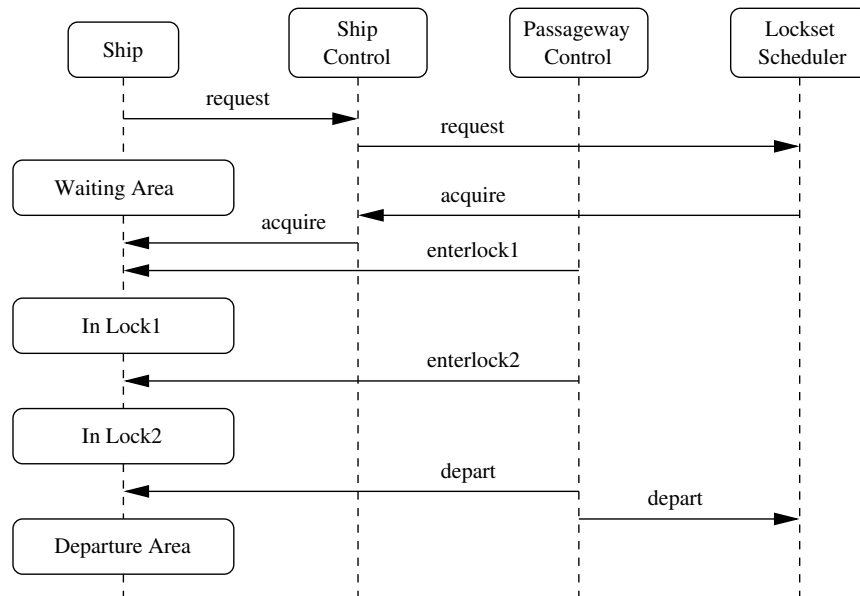 Ship
Ship
Control
Passageway
Control
Lockset
Scheduler
request
request
Waiting Area
acquire
acquire
enterlock1
In Lock1
enterlock2
In Lock2
depart
depart
Departure Area